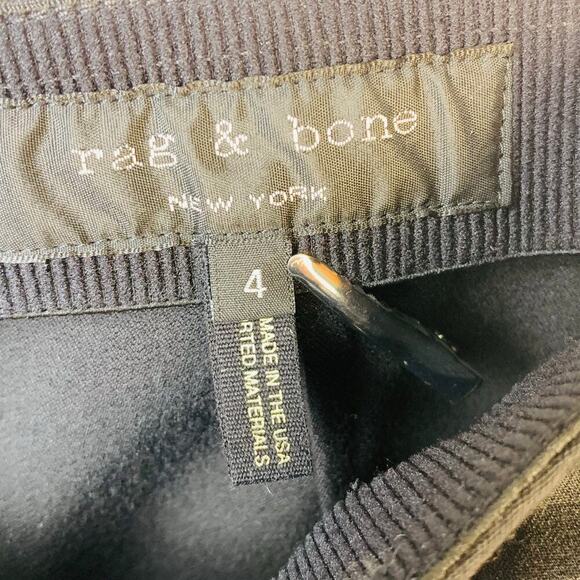 rag & bone
NEW YORK
4
MADE IN THE USA
RTED MATERIALS